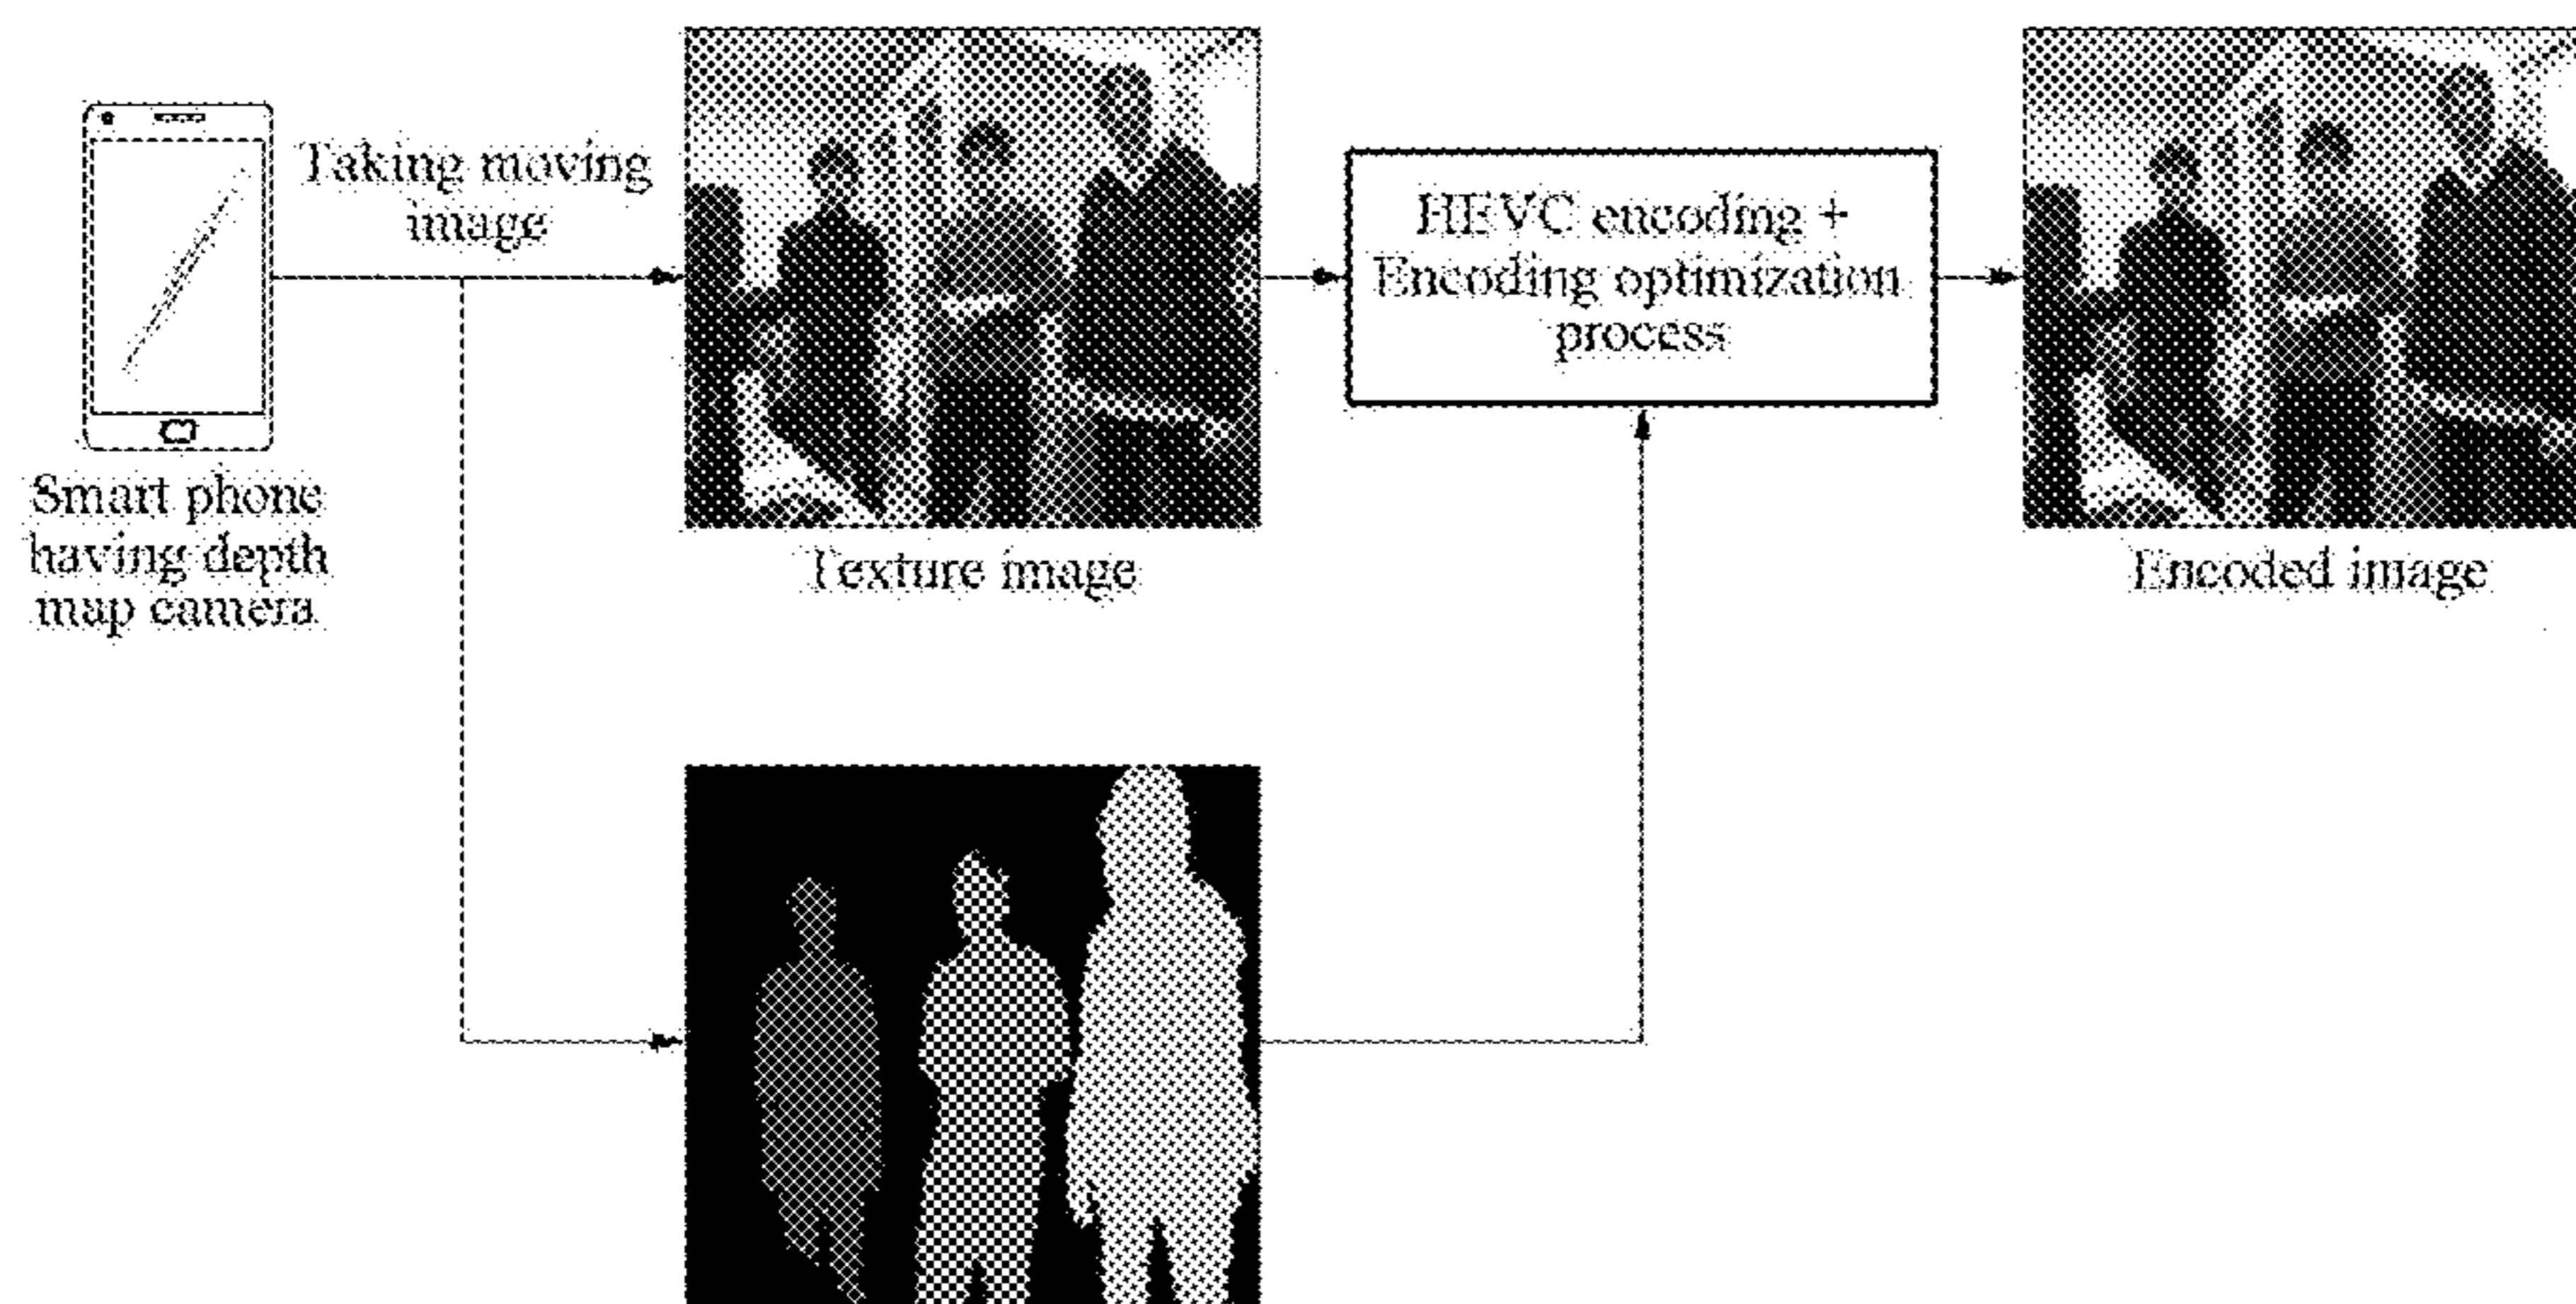 Taking moving
image
Smart phone
having depth
map camera
Texture image
HEVC encoding +
Encoding optimization
process
Encoded image